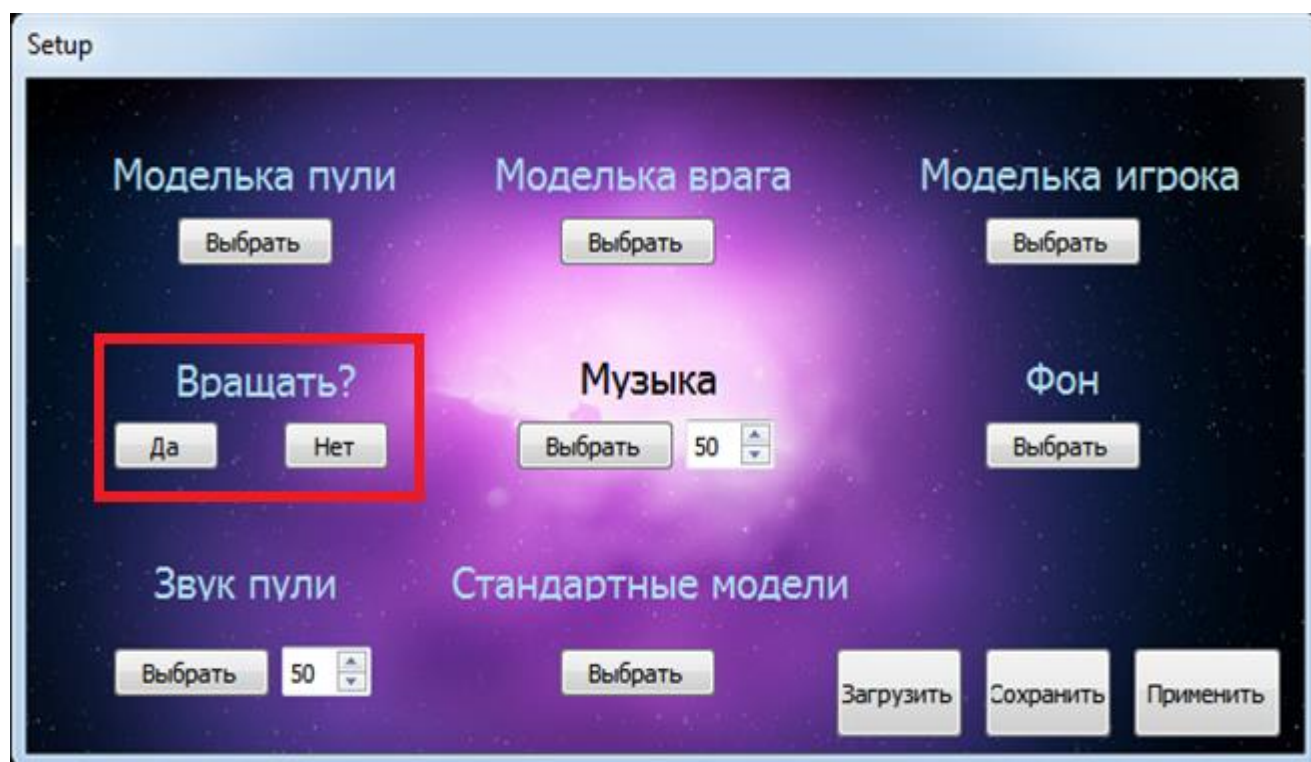 Setup
Моделька пули
Моделька врага
Моделька игрока
Выбрать
Выбрать
Выбрать
Вращать?
Музыка
Фон
Да
Нет
Выбрать
50
Выбрать
Звук пули
Стандартные модели
Выбрать
50
Выбрать
Загрузить
Сохранить
Применить